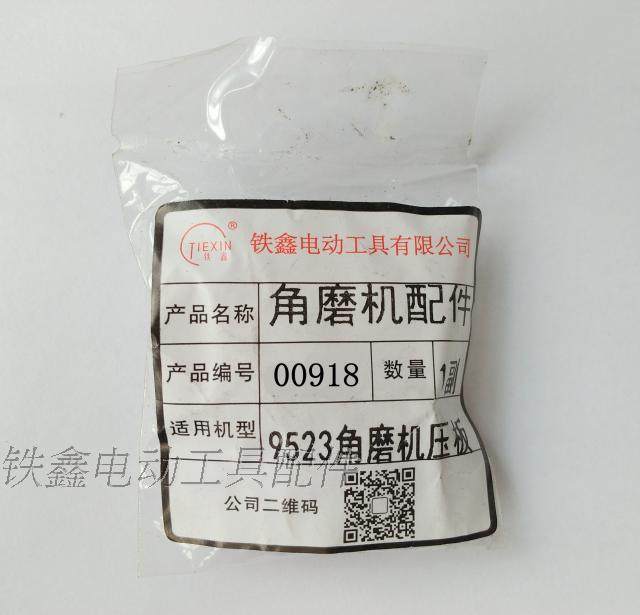 TIEXIN®
铁鑫
铁鑫电动工具有限公司
产品名称 角磨机配件
产品编号 00918 数量 1副
适用机型 9523角磨机压板
铁鑫电动工具配件
公司二维码